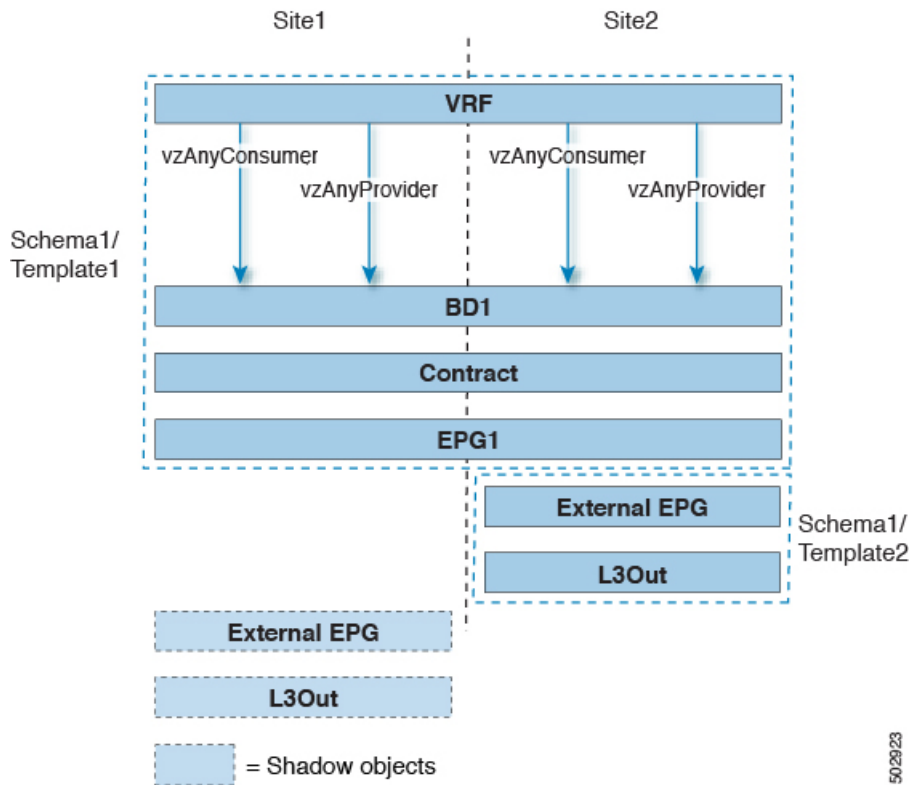 Site1
Site2
VRF
vzAnyConsumer
vzAnyConsumer
vzAnyProvider
vzAnyProvider
Schema1/
Template1
BD1
Contract
EPG1
External EPG
Schema1/
Template2
L3Out
External EPG
L3Out
= Shadow objects
502923